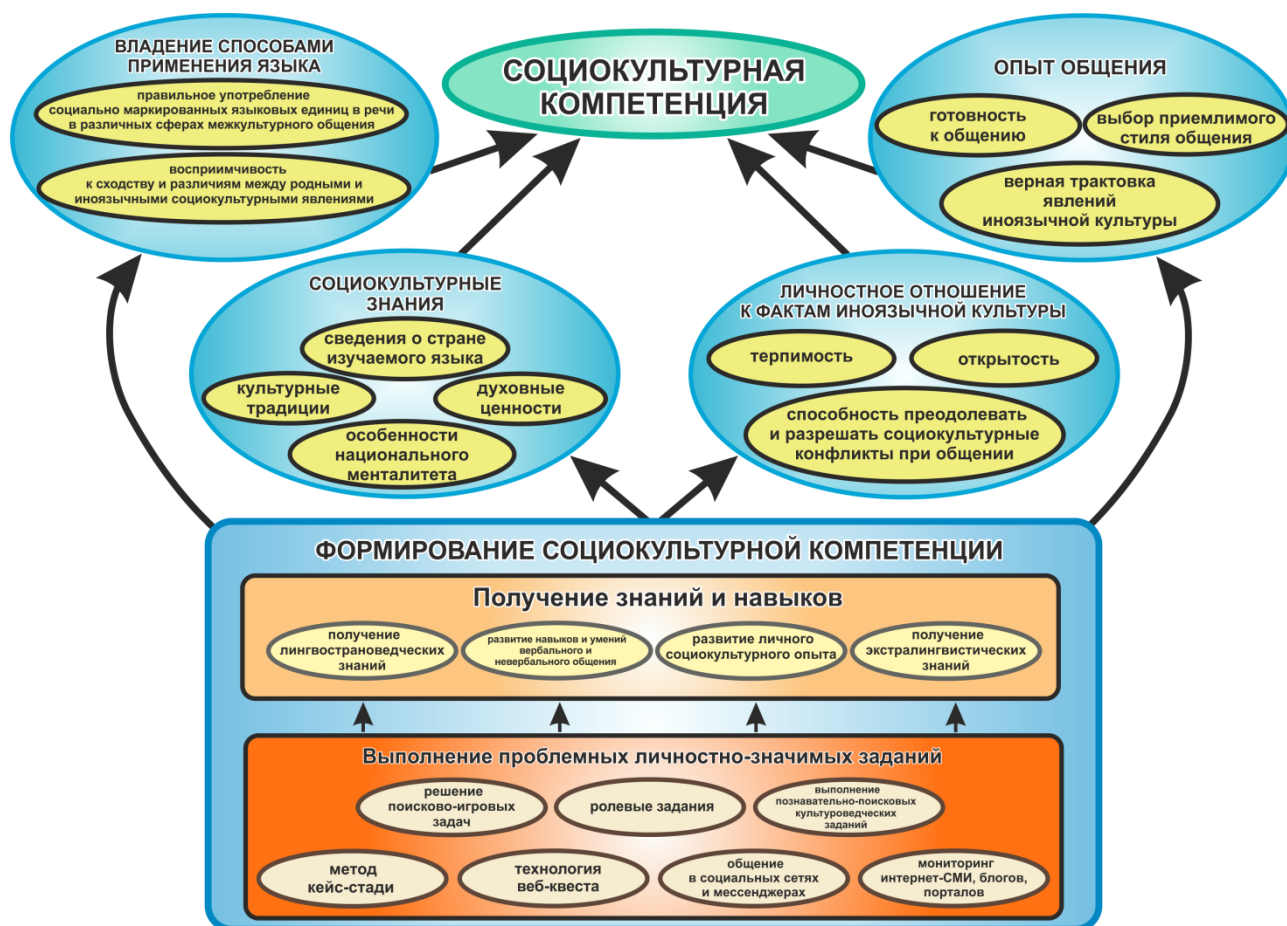 ВЛАДЕНИЕ СПОСОБАМИ
ПРИМЕНЕНИЯ ЯЗЫКА
правильное употребление
социально маркированных языковых единиц в речи
в различных сферах межкультурного общения
восприимчивость
к сходству и различиям между родными и
иноязычными социокультурными явлениями
СОЦИОКУЛЬТУРНАЯ
КОМПЕТЕНЦИЯ
ОПЫТ ОБЩЕНИЯ
готовность
к общению
выбор приемлимого
стиля общения
верная трактовка
явлений
иноязычной культуры
СОЦИОКУЛЬТУРНЫЕ
ЗНАНИЯ
сведения о стране
изучаемого языка
культурные
традиции
духовные
ценности
особенности
национального
менталитета
ЛИЧНОСТНОЕ ОТНОШЕНИЕ
К ФАКТАМ ИНОЯЗЫЧНОЙ КУЛЬТУРЫ
терпимость
открытость
способность преодолевать
и разрешать социокультурные
конфликты при общении
ФОРМИРОВАНИЕ СОЦИОКУЛЬТУРНОЙ КОМПЕТЕНЦИИ
Получение знаний и навыков
получение
лингвострановедческих
знаний
развитие навыков и умений
вербального и
невербального общения
развитие личного
социокультурного опыта
получение
экстралингвистических
знаний
Выполнение проблемных личностно-значимых заданий
решение
поисково-игровых
задач
ролевые задания
выполнение
познавательно-поисковых
культуроведческих
заданий
метод
кейс-стади
технология
веб-квеста
общение
в социальных сетях
и мессенджерах
мониторинг
интернет-СМИ, блогов,
порталов